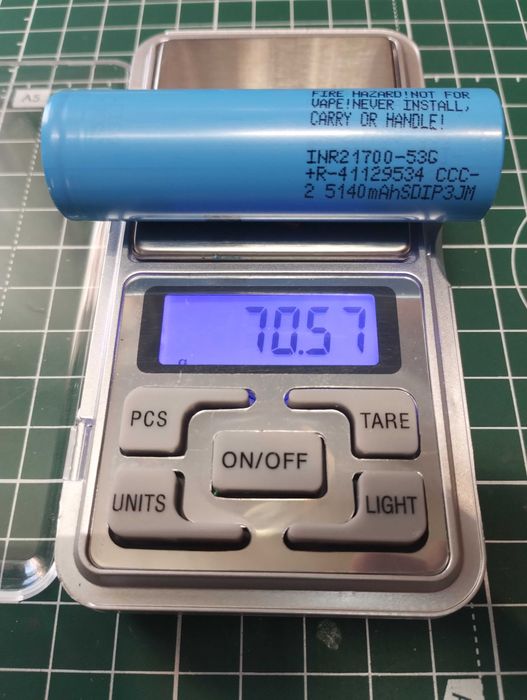 A5
FIRE HAZARD!NOT FOR
VAPE!NEVER INSTALL,
CARRY OR HANDLE!
INR21700-53G
+R-41129534 CCC-
2 5140mAhSDIP3JM
70.57
g
PCS
TARE
ON/OFF
UNITS
LIGHT